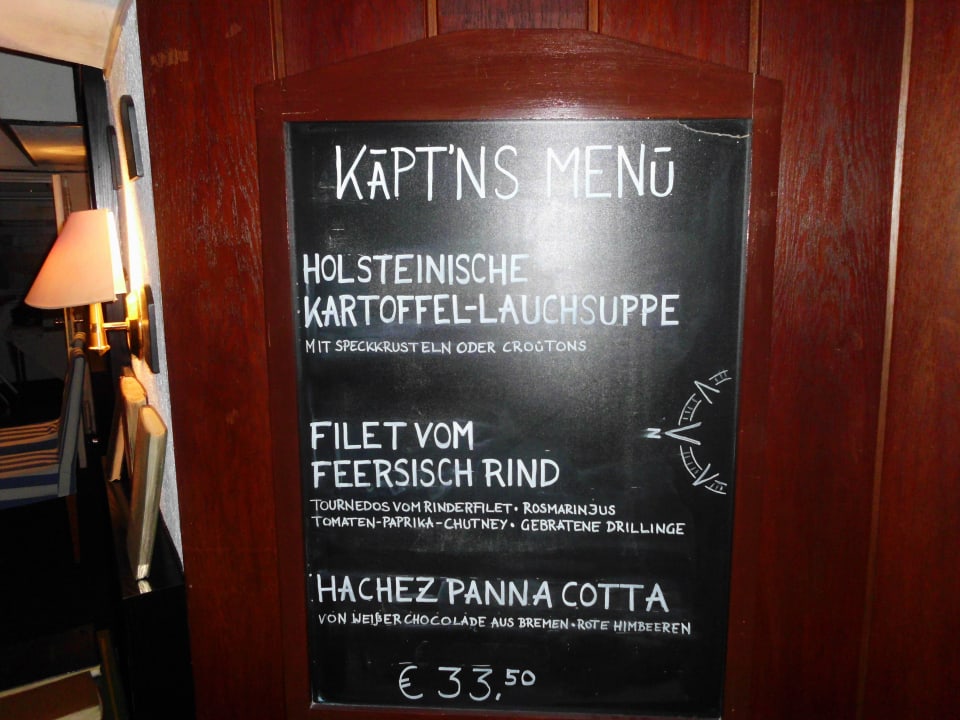 KÄPT'NS MENÜ
HOLSTEINISCHE
KARTOFFEL-LAUCHSUPPE
MIT SPECKKRUSTELN ODER CROÛTONS
FILET VOM
FEERSISCH RIND
TOURNEDOS VOM RINDERFILET • ROSMARINJUS
TOMATEN-PAPRIKA-CHUTNEY • GEBRATENE DRILLINGE
N
HACHEZ PANNA COTTA
VON WEIßER CHOCOLADE AUS BREMEN • ROTE HIMBEEREN
€ 33,50